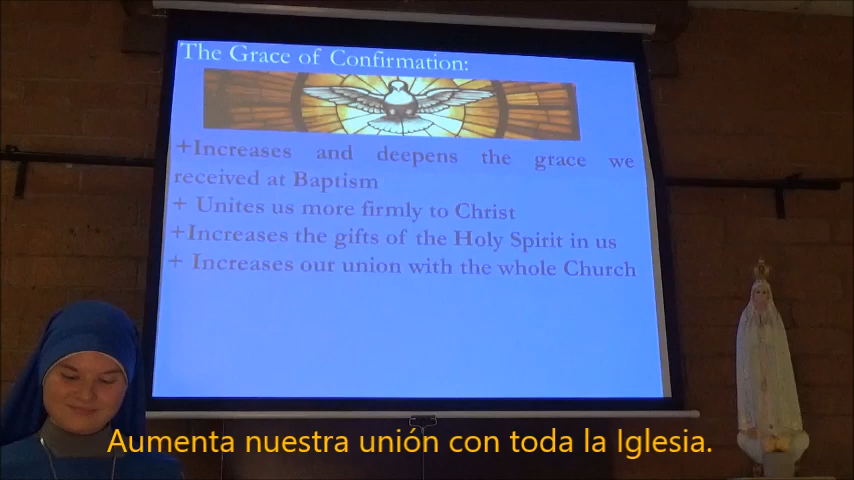 The Grace of Confirmation:
+Increases and deepens the grace we
received at Baptism
+ Unites us more firmly to Christ
+Increases the gifts of the Holy Spirit in us
+ Increases our union with the whole Church
Aumenta nuestra unión con toda la Iglesia.